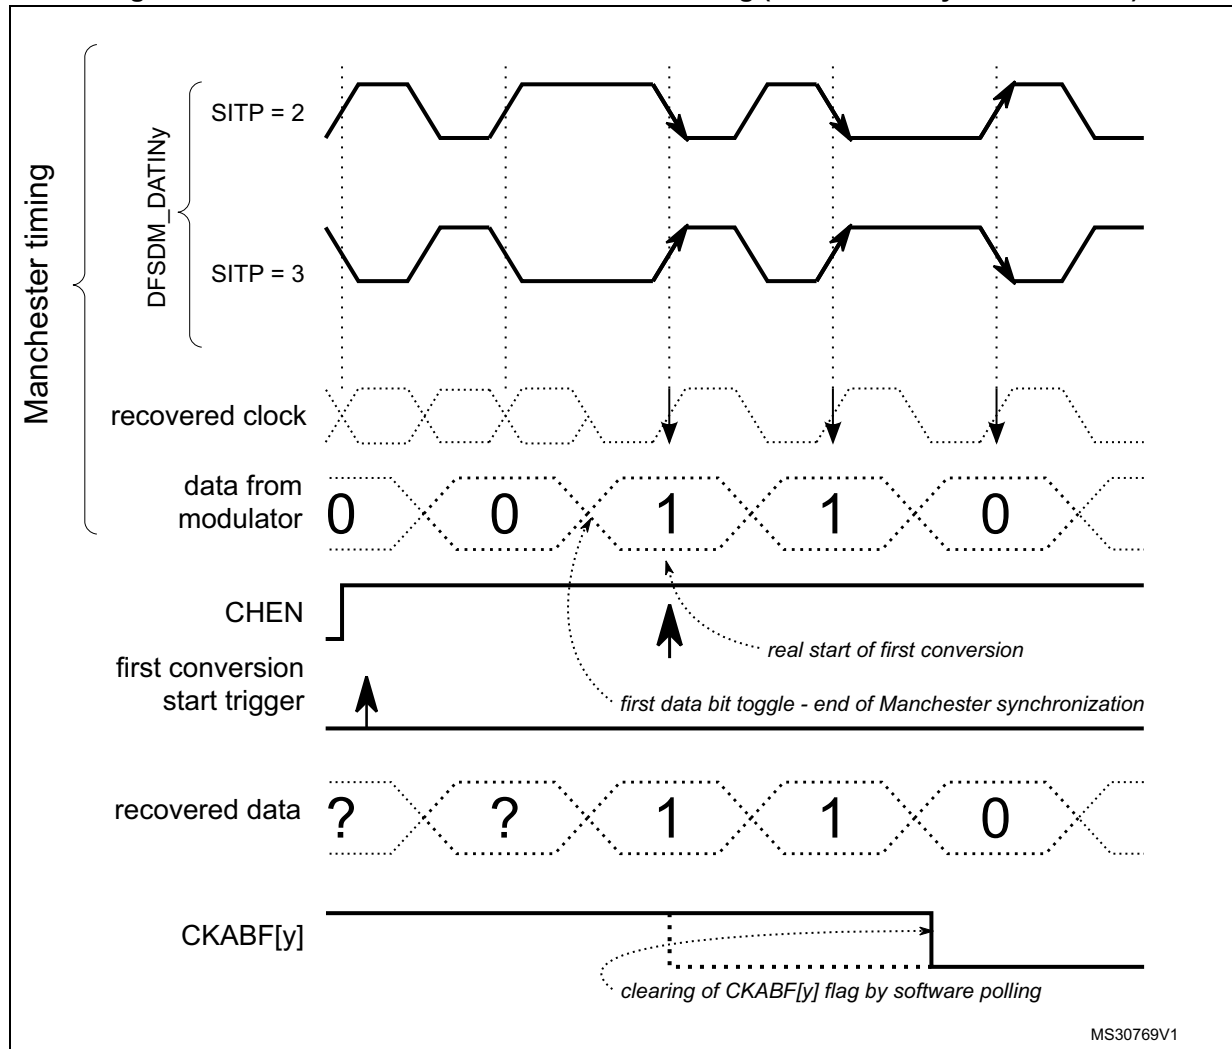 Manchester timing
DFSDM_DATINy
SITP = 2
SITP = 3
recovered clock
data from
modulator
0 0 1 1 0
CHEN
real start of first conversion
first conversion
start trigger
first data bit toggle - end of Manchester synchronization
recovered data
? ? 1 1 0
CKABF[y]
clearing of CKABF[y] flag by software polling
MS30769V1